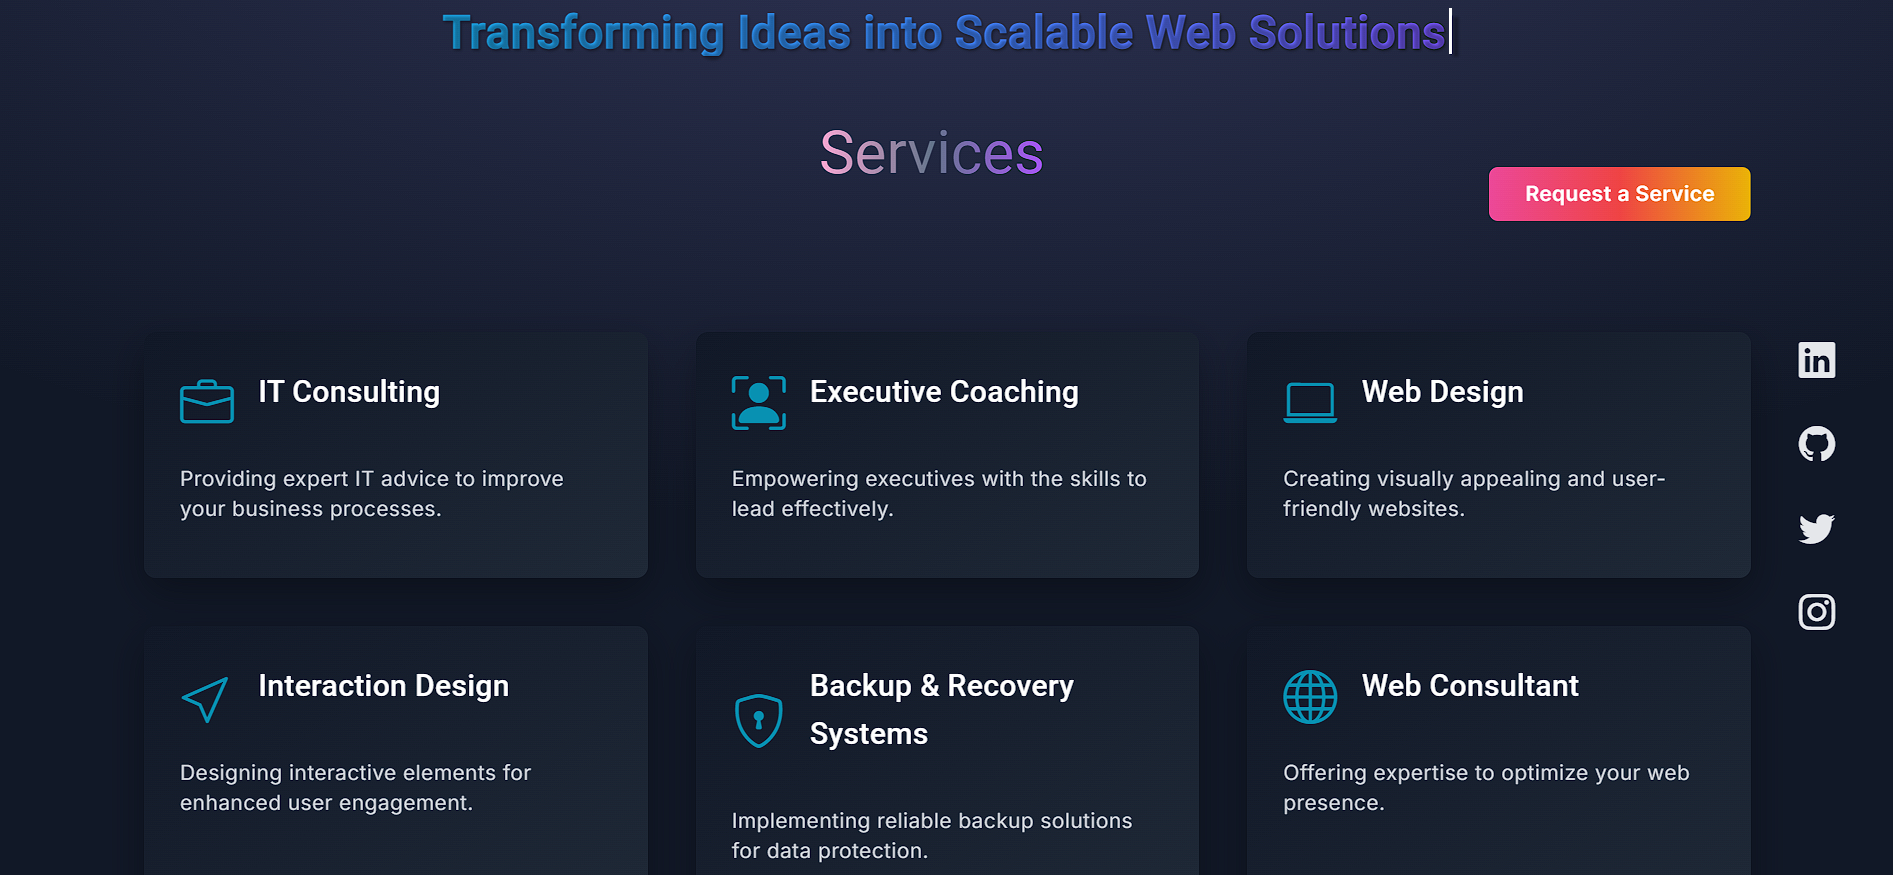 Transforming Ideas into Scalable Web Solutions
Services
Request a Service
IT Consulting
Providing expert IT advice to improve
your business processes.
Executive Coaching
Empowering executives with the skills to
lead effectively.
Web Design
Creating visually appealing and user-
friendly websites.
Interaction Design
Designing interactive elements for
enhanced user engagement.
Backup & Recovery
Systems
Implementing reliable backup solutions
for data protection.
Web Consultant
Offering expertise to optimize your web
presence.
in